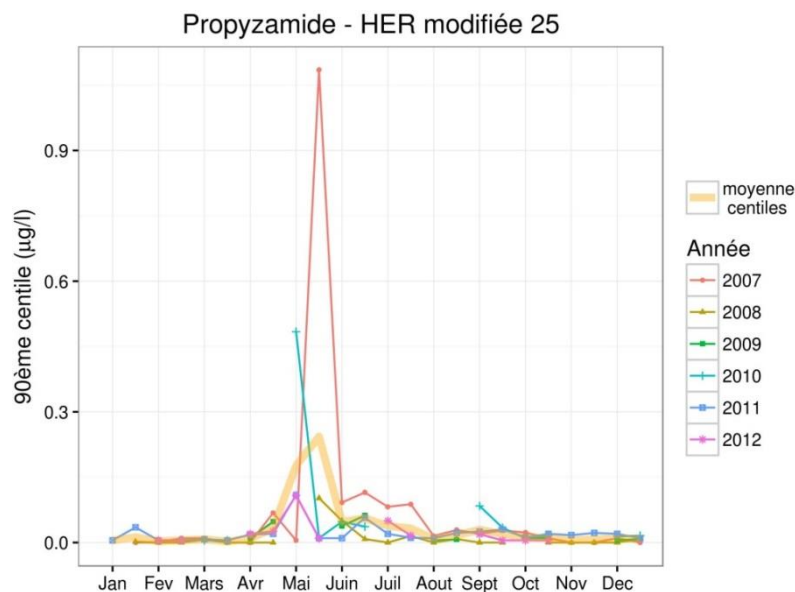 Propyzamide - HER modifiée 25
90ème centile (µg/l)
0.9
0.6
0.3
0.0
Jan Fev Mars Avr Mai Juin Juil Aout Sept Oct Nov Dec
moyenne
centiles
Année
2007
2008
2009
2010
2011
2012